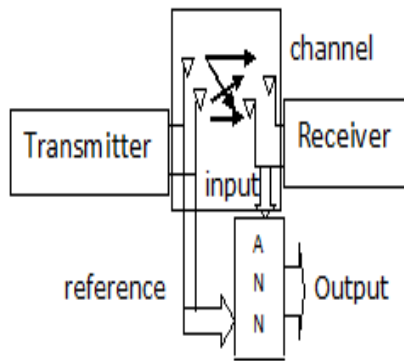 channel
Transmitter
Receiver
input
A
N
N
reference
Output